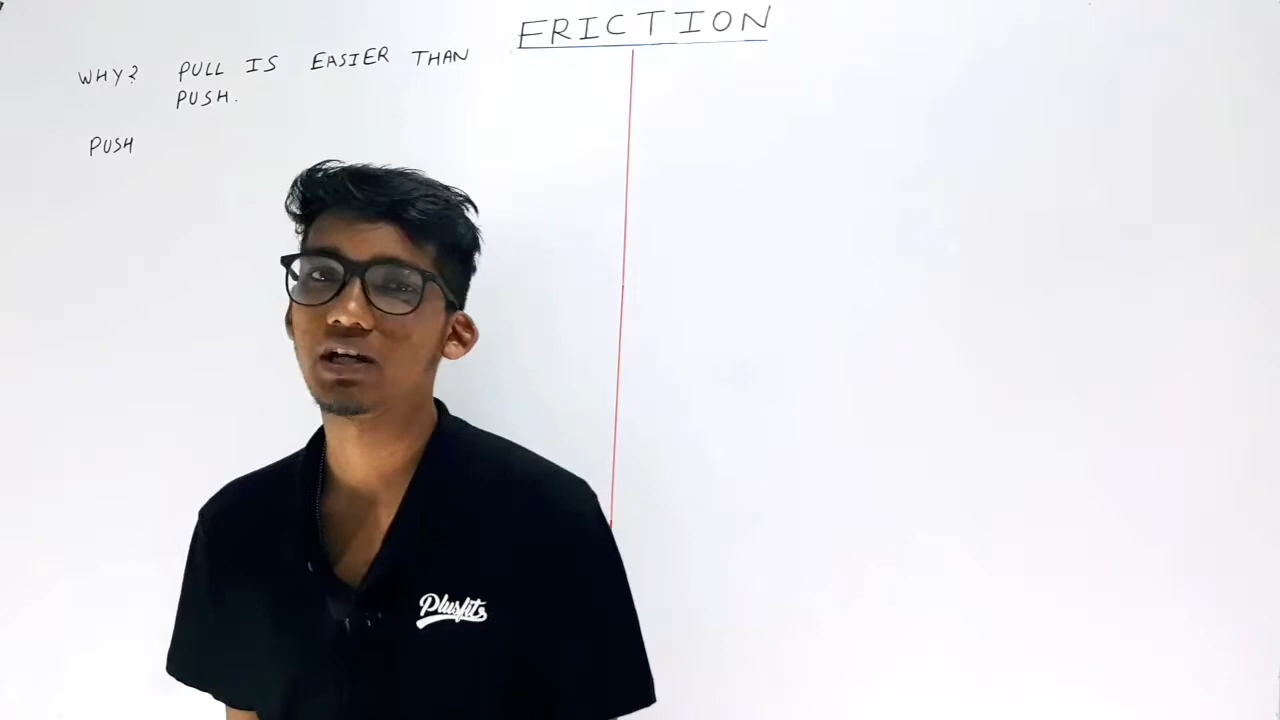 FRICTION
WHY? PULL IS EASIER THAN
PUSH.
PUSH
Plusfits